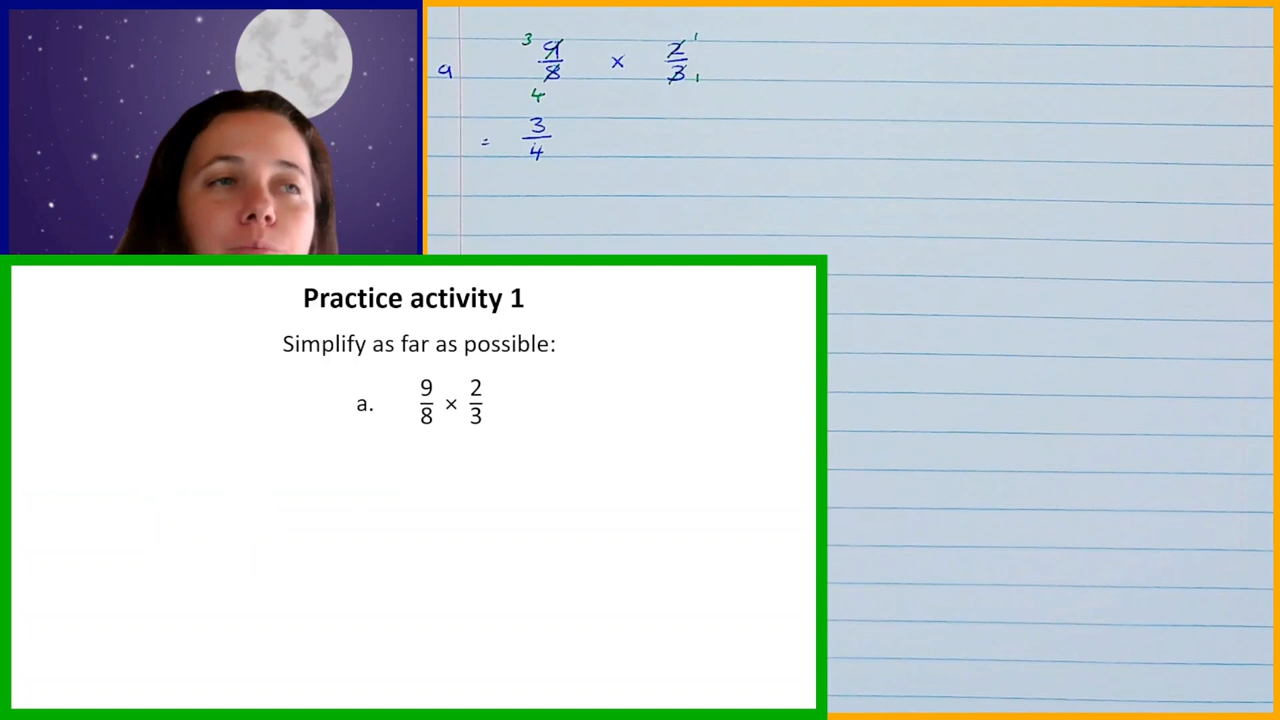 a 3 9/8 4 × 2/3 1 1
= 3/4
Practice activity 1
Simplify as far as possible:
a. 9/8 × 2/3